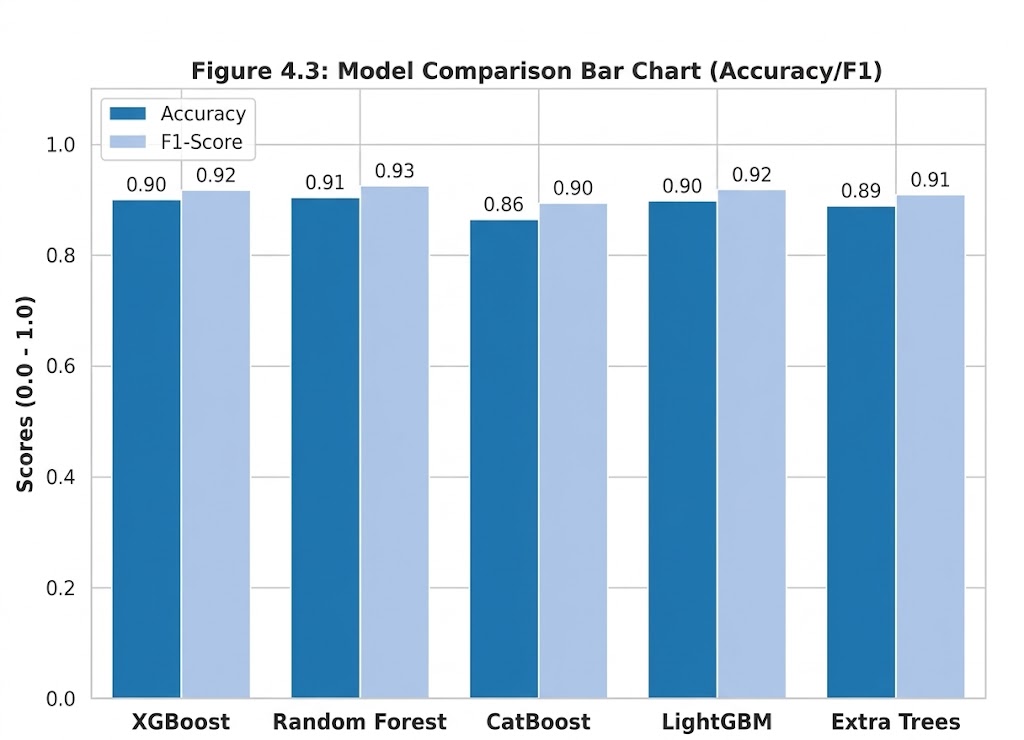 Figure 4.3: Model Comparison Bar Chart (Accuracy/F1)
Accuracy
F1-Score
Scores (0.0 - 1.0)
1.0
0.8
0.6
0.4
0.2
0.0
0.90 0.92 0.91 0.93 0.86 0.90 0.90 0.92 0.89 0.91
XGBoost Random Forest CatBoost LightGBM Extra Trees